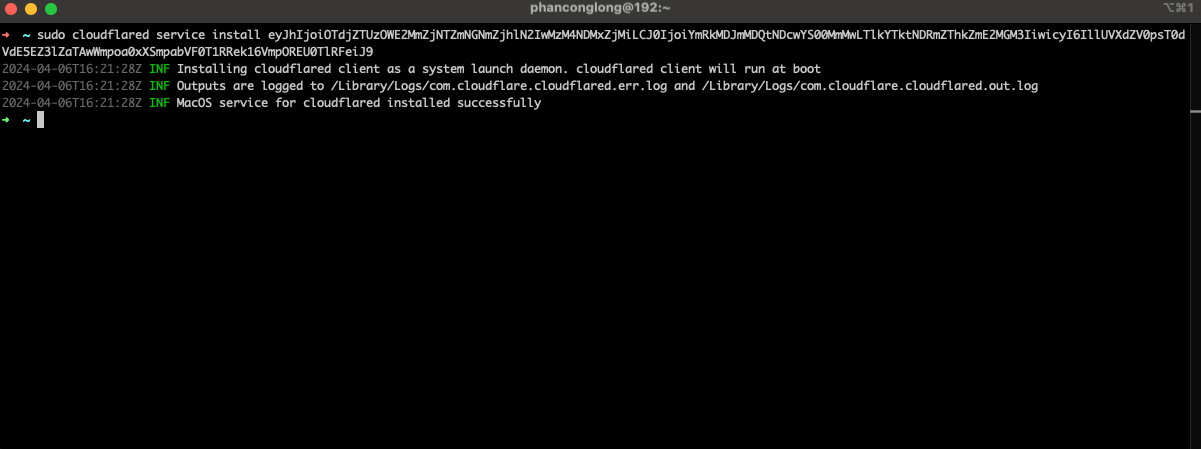 phanconglong@192:~
⌥⌘1
➜ ~ sudo cloudflared service install eyJhIjoiOTdjZTUzOWE2MmZjNTZmNGNmZjhlN2IwMzM4NDMxZjMiLCJ0IjoiYmRkMDJmMDQtNDcwYS00MmMwLTlkYTktNDRmZThkZmE2MGM3IiwicyI6IllUVXdZV0psT0d
VdE5EZ3lZaTAwWmpoa0xXSmpabVF0T1RRek16VmpOREU0TlRFeiJ9
2024-04-06T16:21:28Z INF Installing cloudflared client as a system launch daemon. cloudflared client will run at boot
2024-04-06T16:21:28Z INF Outputs are logged to /Library/Logs/com.cloudflare.cloudflared.err.log and /Library/Logs/com.cloudflare.cloudflared.out.log
2024-04-06T16:21:28Z INF MacOS service for cloudflared installed successfully
➜ ~